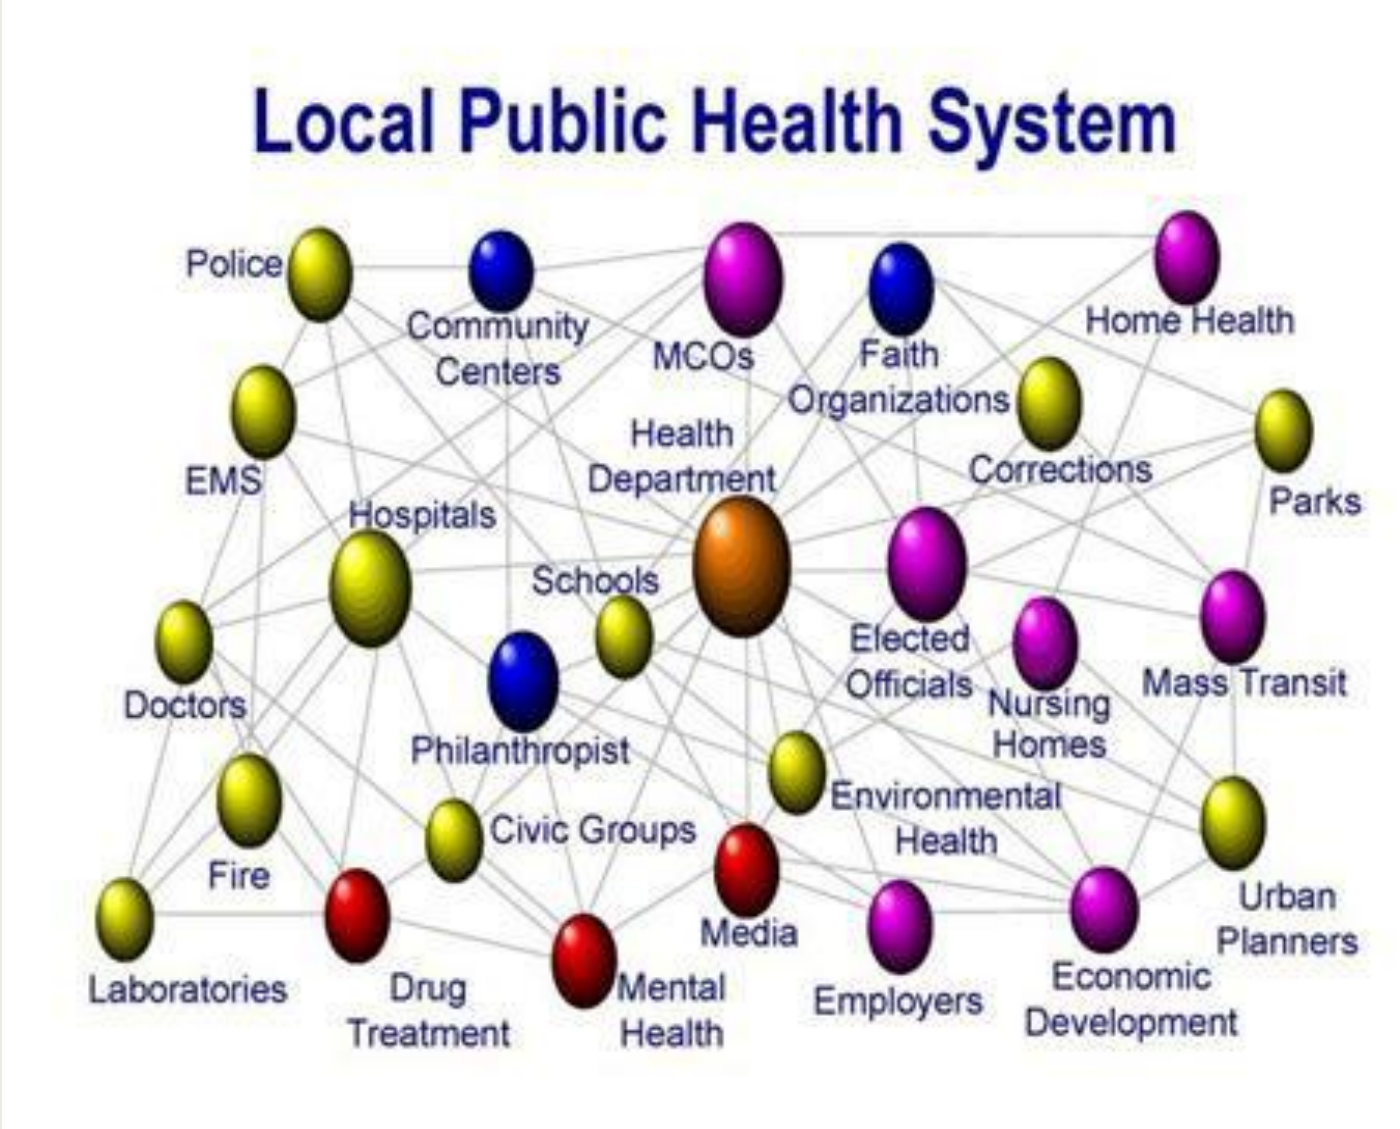 Local Public Health System
Police
Community
Centers
MCOs
Faith
Organizations
Home Health
EMS
Health
Department
Corrections
Parks
Hospitals
Schools
Doctors
Philanthropist
Elected
Officials
Nursing
Homes
Mass Transit
Fire
Civic Groups
Environmental
Health
Media
Urban
Planners
Laboratories
Drug
Treatment
Mental
Health
Employers
Economic
Development